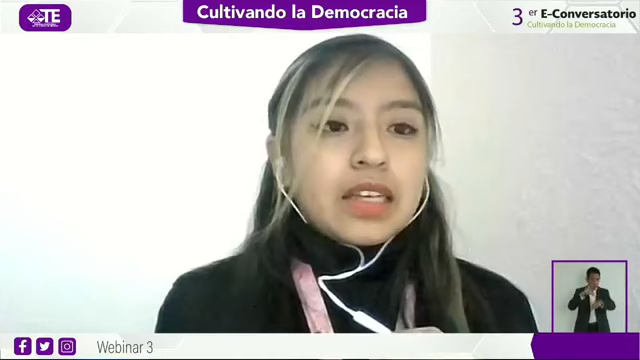 TE
Cultivando la Democracia
3 er E-Conversatorio
Cultivando la Democracia
Webinar 3